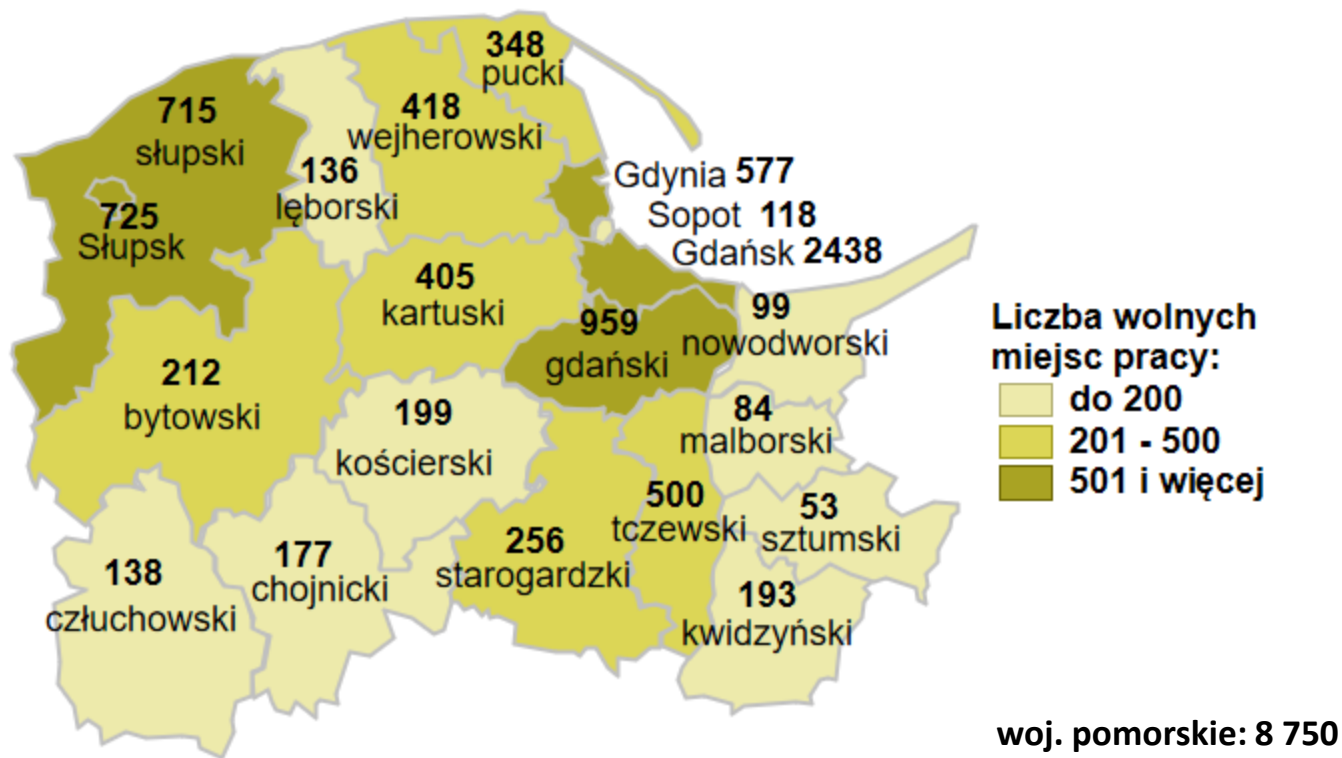 348
pucki
715
słupski
418
wejherowski
136
lęborski
Gdynia 577
Sopot 118
Gdańsk 2438
725
Słupsk
405
kartuski
959
gdański
99
nowodworski
212
bytowski
199
kościerski
84
malborski
500
tczewski
53
sztumski
256
starogardzki
177
chojnicki
138
człuchowski
193
kwidzyński
Liczba wolnych
miejsc pracy:
do 200
201 - 500
501 i więcej
woj. pomorskie: 8 750